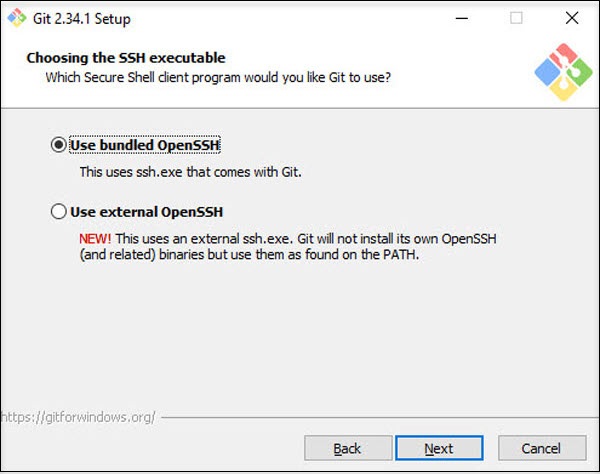 Git 2.34.1 Setup
Choosing the SSH executable
Which Secure Shell client program would you like Git to use?
Use bundled OpenSSH
This uses ssh.exe that comes with Git.
Use external OpenSSH
NEW! This uses an external ssh.exe. Git will not install its own OpenSSH
(and related) binaries but use them as found on the PATH.
https://gitforwindows.org/
Back
Next
Cancel